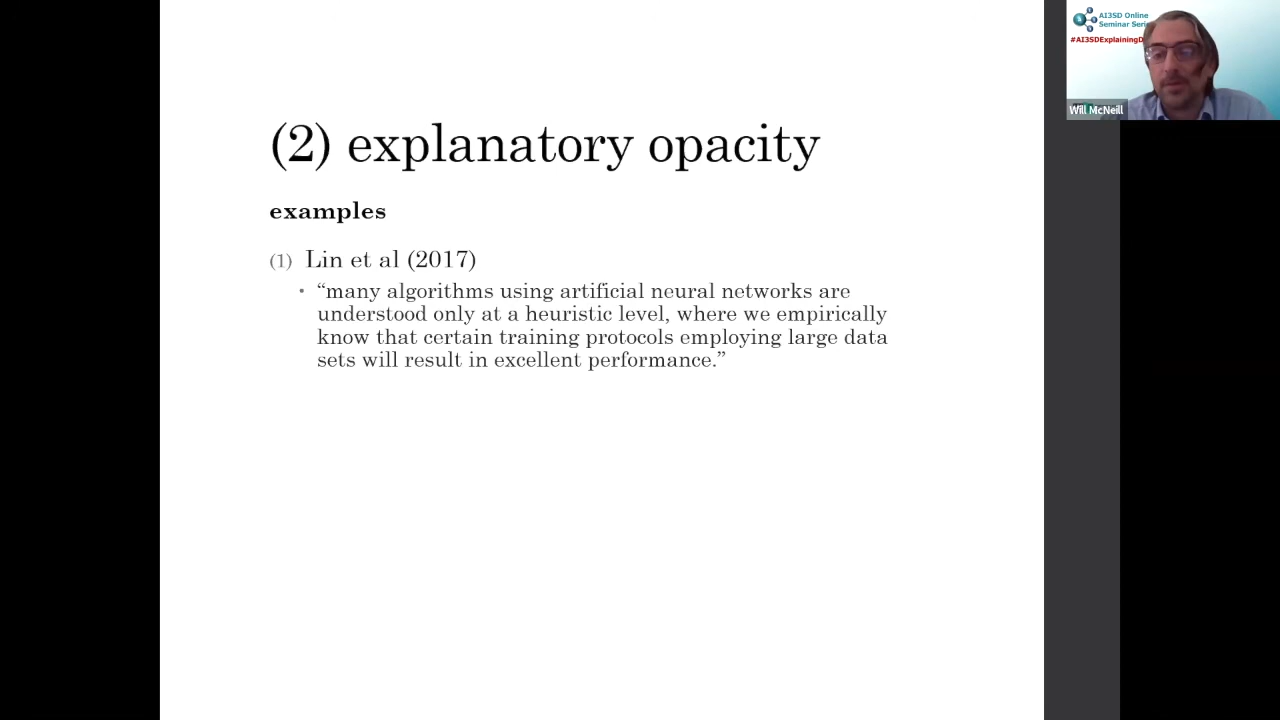 (2) explanatory opacity
examples
(1) Lin et al (2017)
• “many algorithms using artificial neural networks are
understood only at a heuristic level, where we empirically
know that certain training protocols employing large data
sets will result in excellent performance.”
AI3SD Online
Seminar Serie
#AI3SDExplainingD
Will McNeill